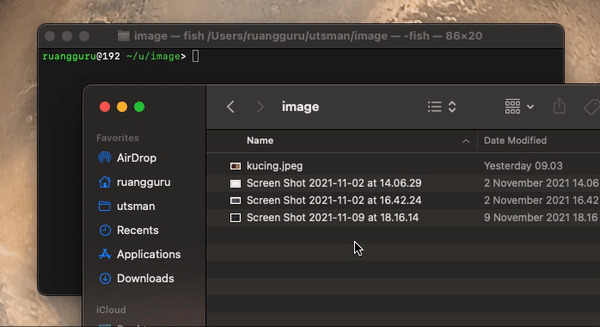 image — fish /Users/ruangguru/utsman/image — -fish — 86×20
ruangguru@192 ~/u/image>
image
Name
Date Modified
Favorites
AirDrop
ruangguru
utsman
Recents
Applications
Downloads
iCloud
kucing.jpeg
Yesterday 09.03
Screen Shot 2021-11-02 at 14.06.29
2 November 2021 14.06
Screen Shot 2021-11-02 at 16.42.24
2 November 2021 16.42
Screen Shot 2021-11-09 at 18.16.14
9 November 2021 18.16